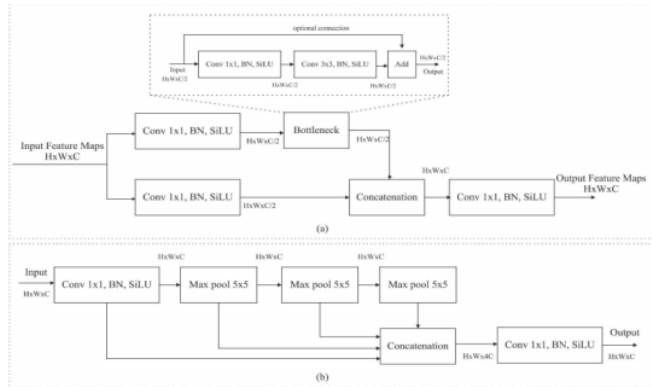 optional connection
Input
HxWxC/2
Conv 1x1, BN, SiLU
HxWxC/2
Conv 3x3, BN, SiLU
HxWxC/2
Add
HxWxC/2
Output
Input Feature Maps
HxWxC
Conv 1x1, BN, SiLU
HxWxC/2
Bottleneck
HxWxC/2
Conv 1x1, BN, SiLU
HxWxC/2
Concatenation
HxWxC
Conv 1x1, BN, SiLU
Output Feature Maps
HxWxC
(a)
Input
HxWxC
Conv 1x1, BN, SiLU
HxWxC
Max pool 5x5
HxWxC
Max pool 5x5
HxWxC
Max pool 5x5
Concatenation
HxWx4C
Conv 1x1, BN, SiLU
Output
HxWxC
(b)